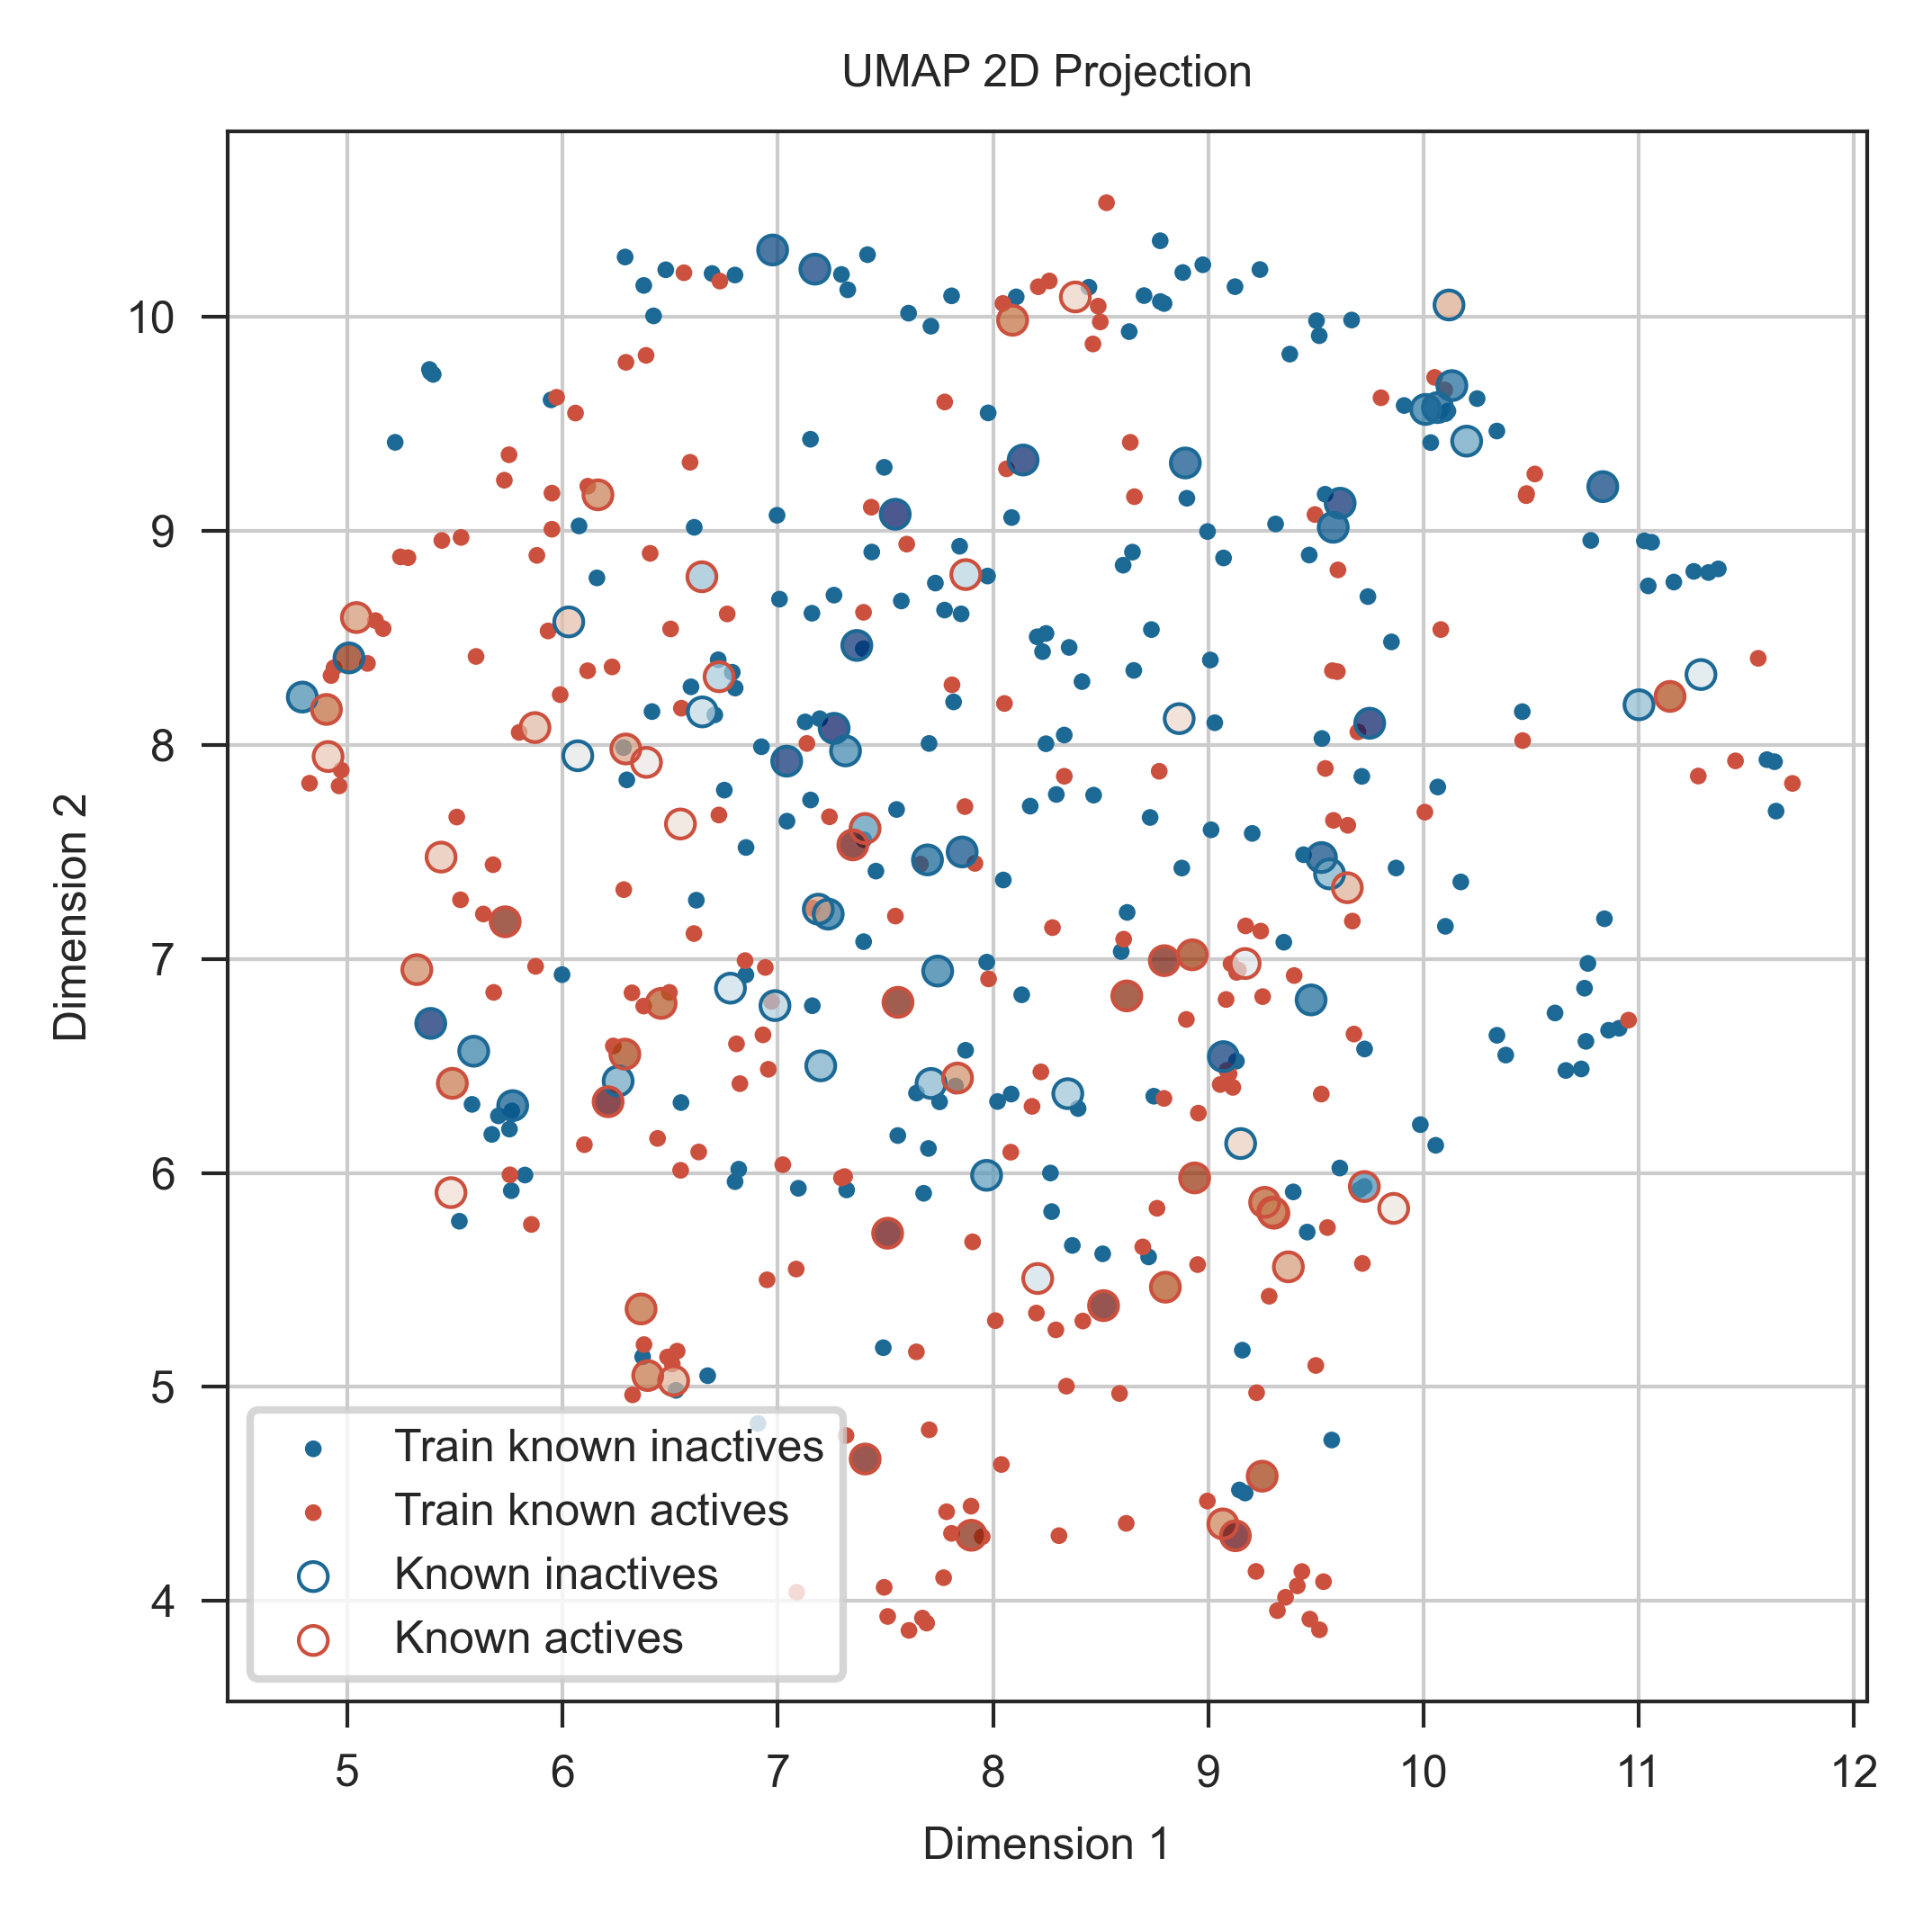 UMAP 2D Projection
10
9
8
7
6
5
4
Dimension 2
Train known inactives
Train known actives
Known inactives
Known actives
5 6 7 8 9 10 11 12
Dimension 1